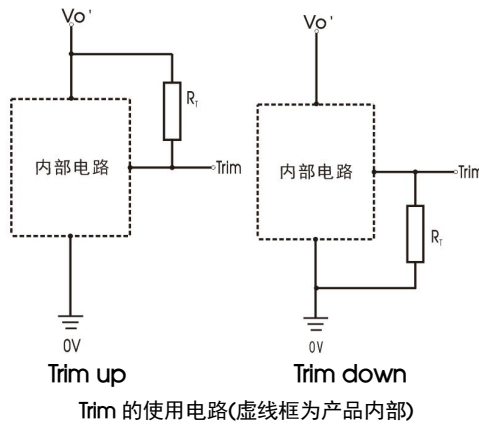 Vo'
Vo'
R_T
内部电路
Trim
内部电路
Trim
R_T
0V
0V
Trim up
Trim down
Trim 的使用电路(虚线框为产品内部)